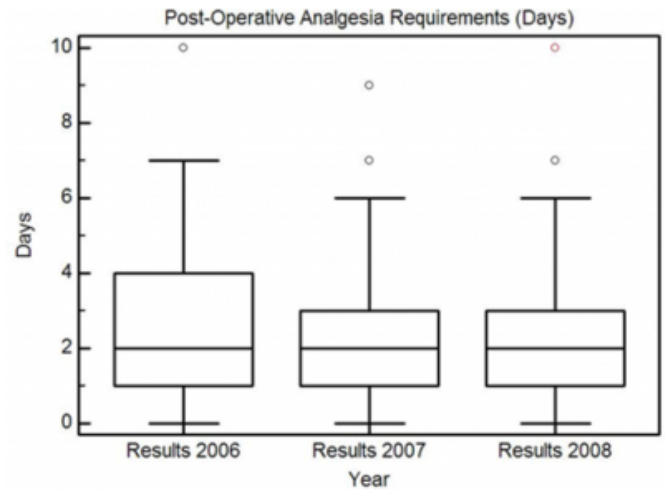 Post-Operative Analgesia Requirements (Days)
10
8
6
4
2
0
Days
Results 2006 Results 2007 Results 2008
Year